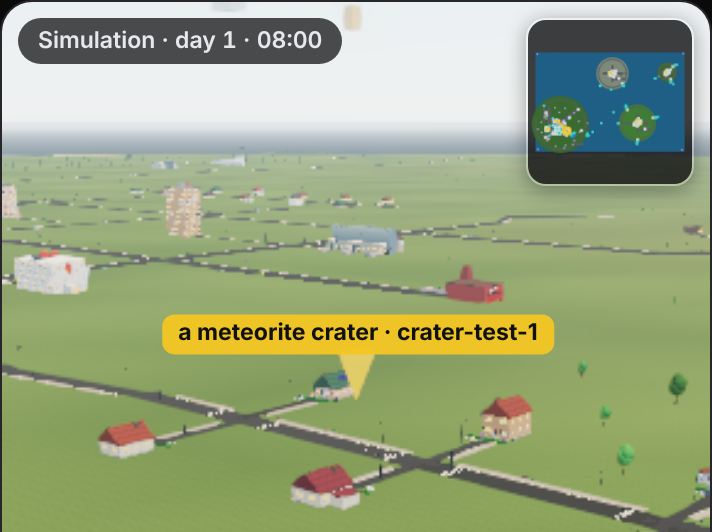 Simulation · day 1 · 08:00
a meteorite crater · crater-test-1